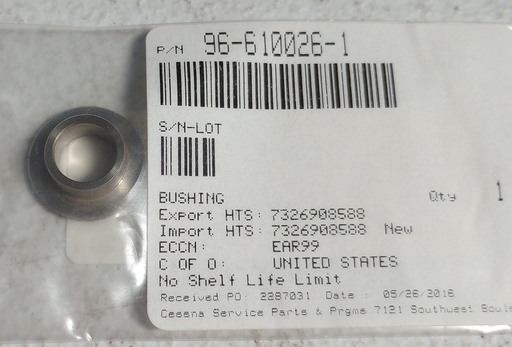 P/N 96-610026-1
S/N-LOT
BUSHING Qty 1
Export HTS: 7326908588
Import HTS: 7326908588 New
ECCN: EAR99
C OF O: UNITED STATES
No Shelf Life Limit
Received PO: 2287031 Date : 05/26/2016
Cessna Service Parts & Prgms 7121 Southwest